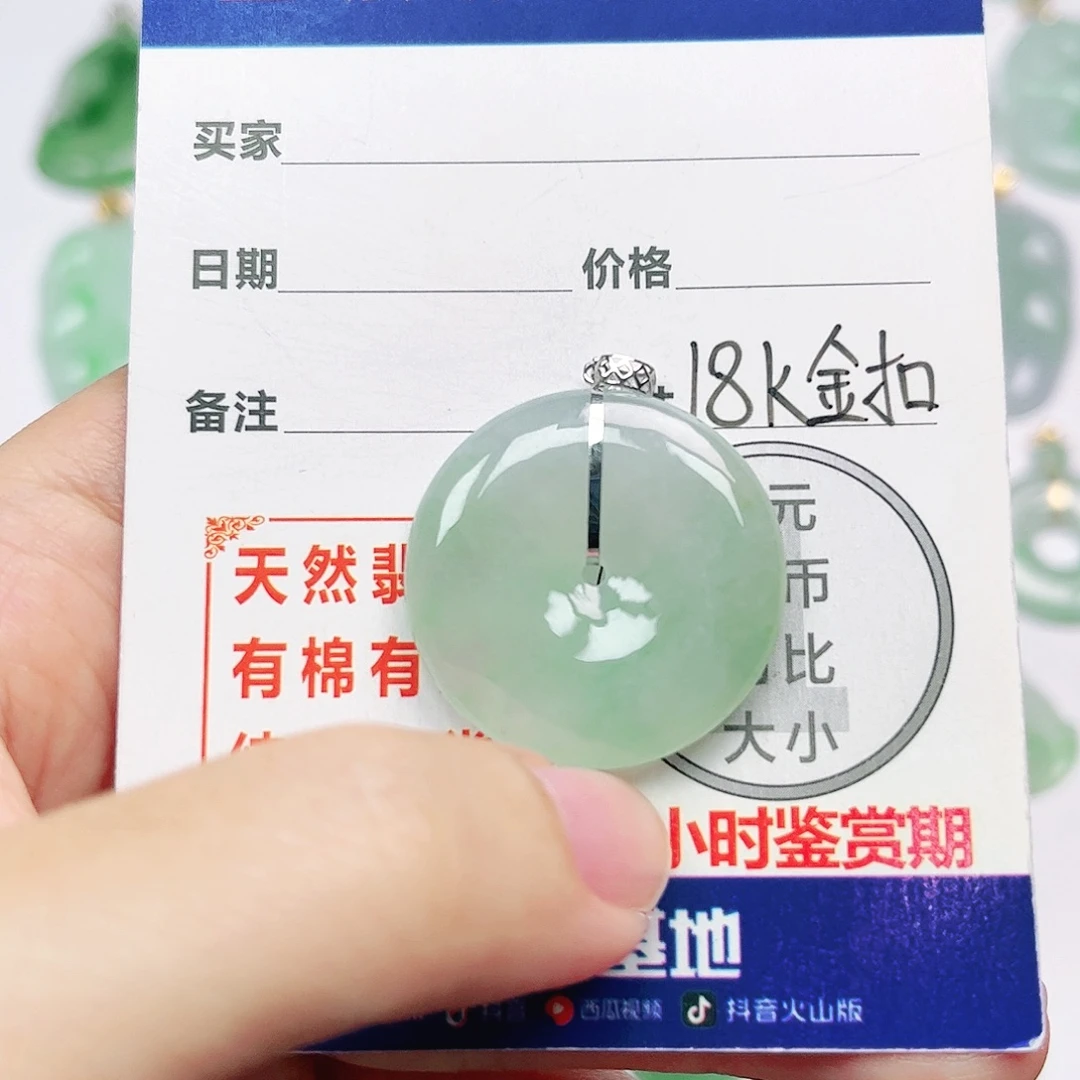 买家
日期 价格
备注 18k金扣
天然 元
有棉有 币
比
大小
小时鉴赏期
基地
抖音 西瓜视频 抖音火山版